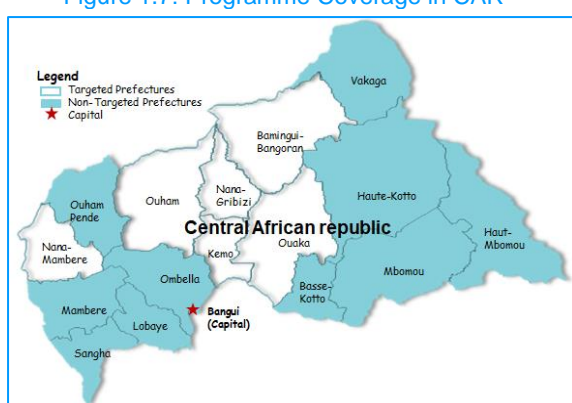 Figure 1.7: Programme Coverage in CAR
Legend
Targeted Prefectures
Non-Targeted Prefectures
Capital
Vakaga
Bamingui-
Bangoran
Ouham
Pende
Ouham
Nana-
Gribizi
Haute-Kotto
Nana-
Mambere
Central African republic
Kemo
Ouaka
Haut-
Mbomou
Ombella
Mbomou
Basse-
Kotto
Mambere
Bangui
(Capital)
Lobaye
Sangha